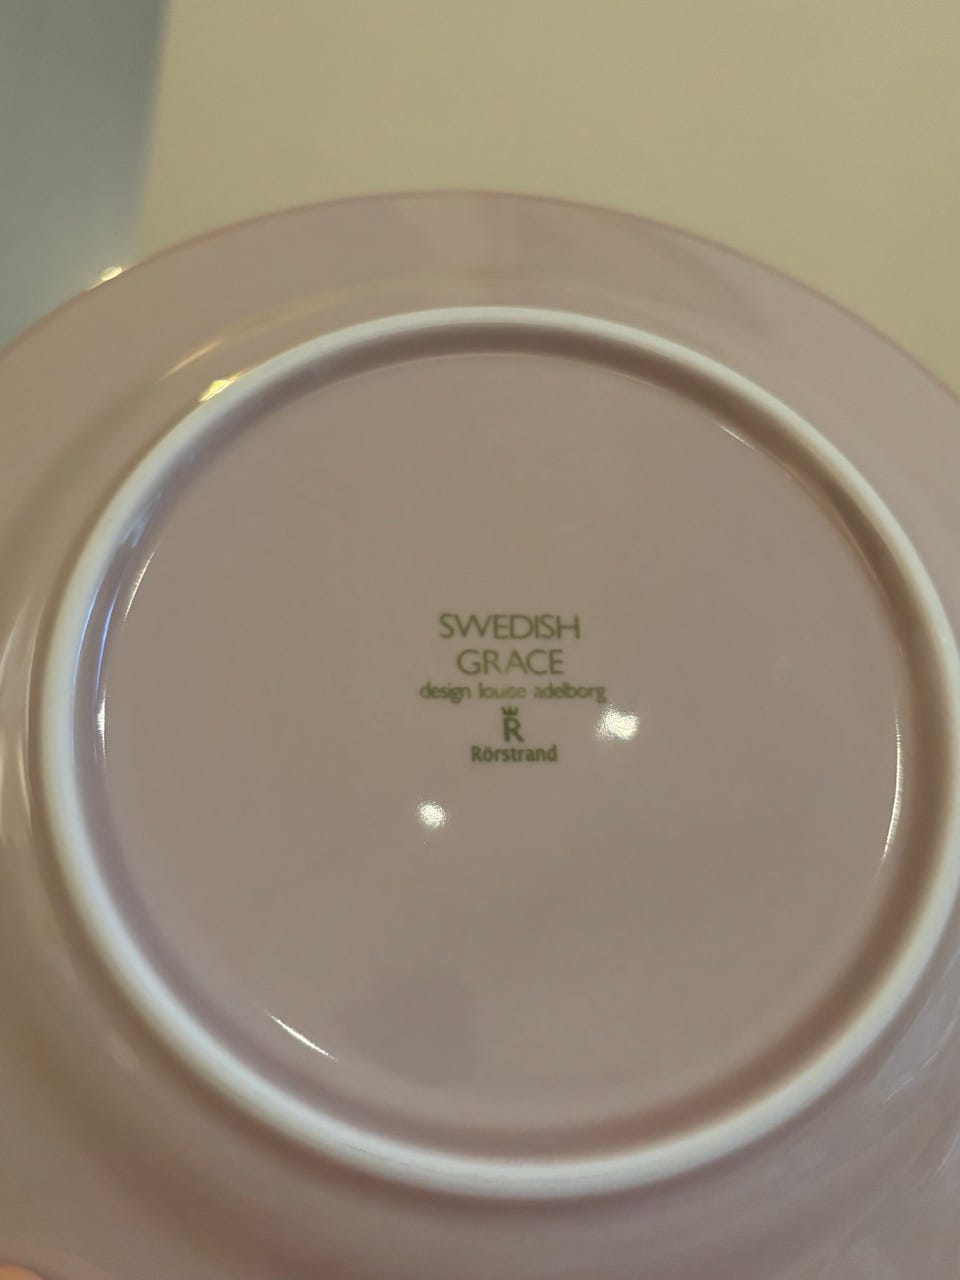 SWEDISH
GRACE
design louise adelborg
R
Rörstrand